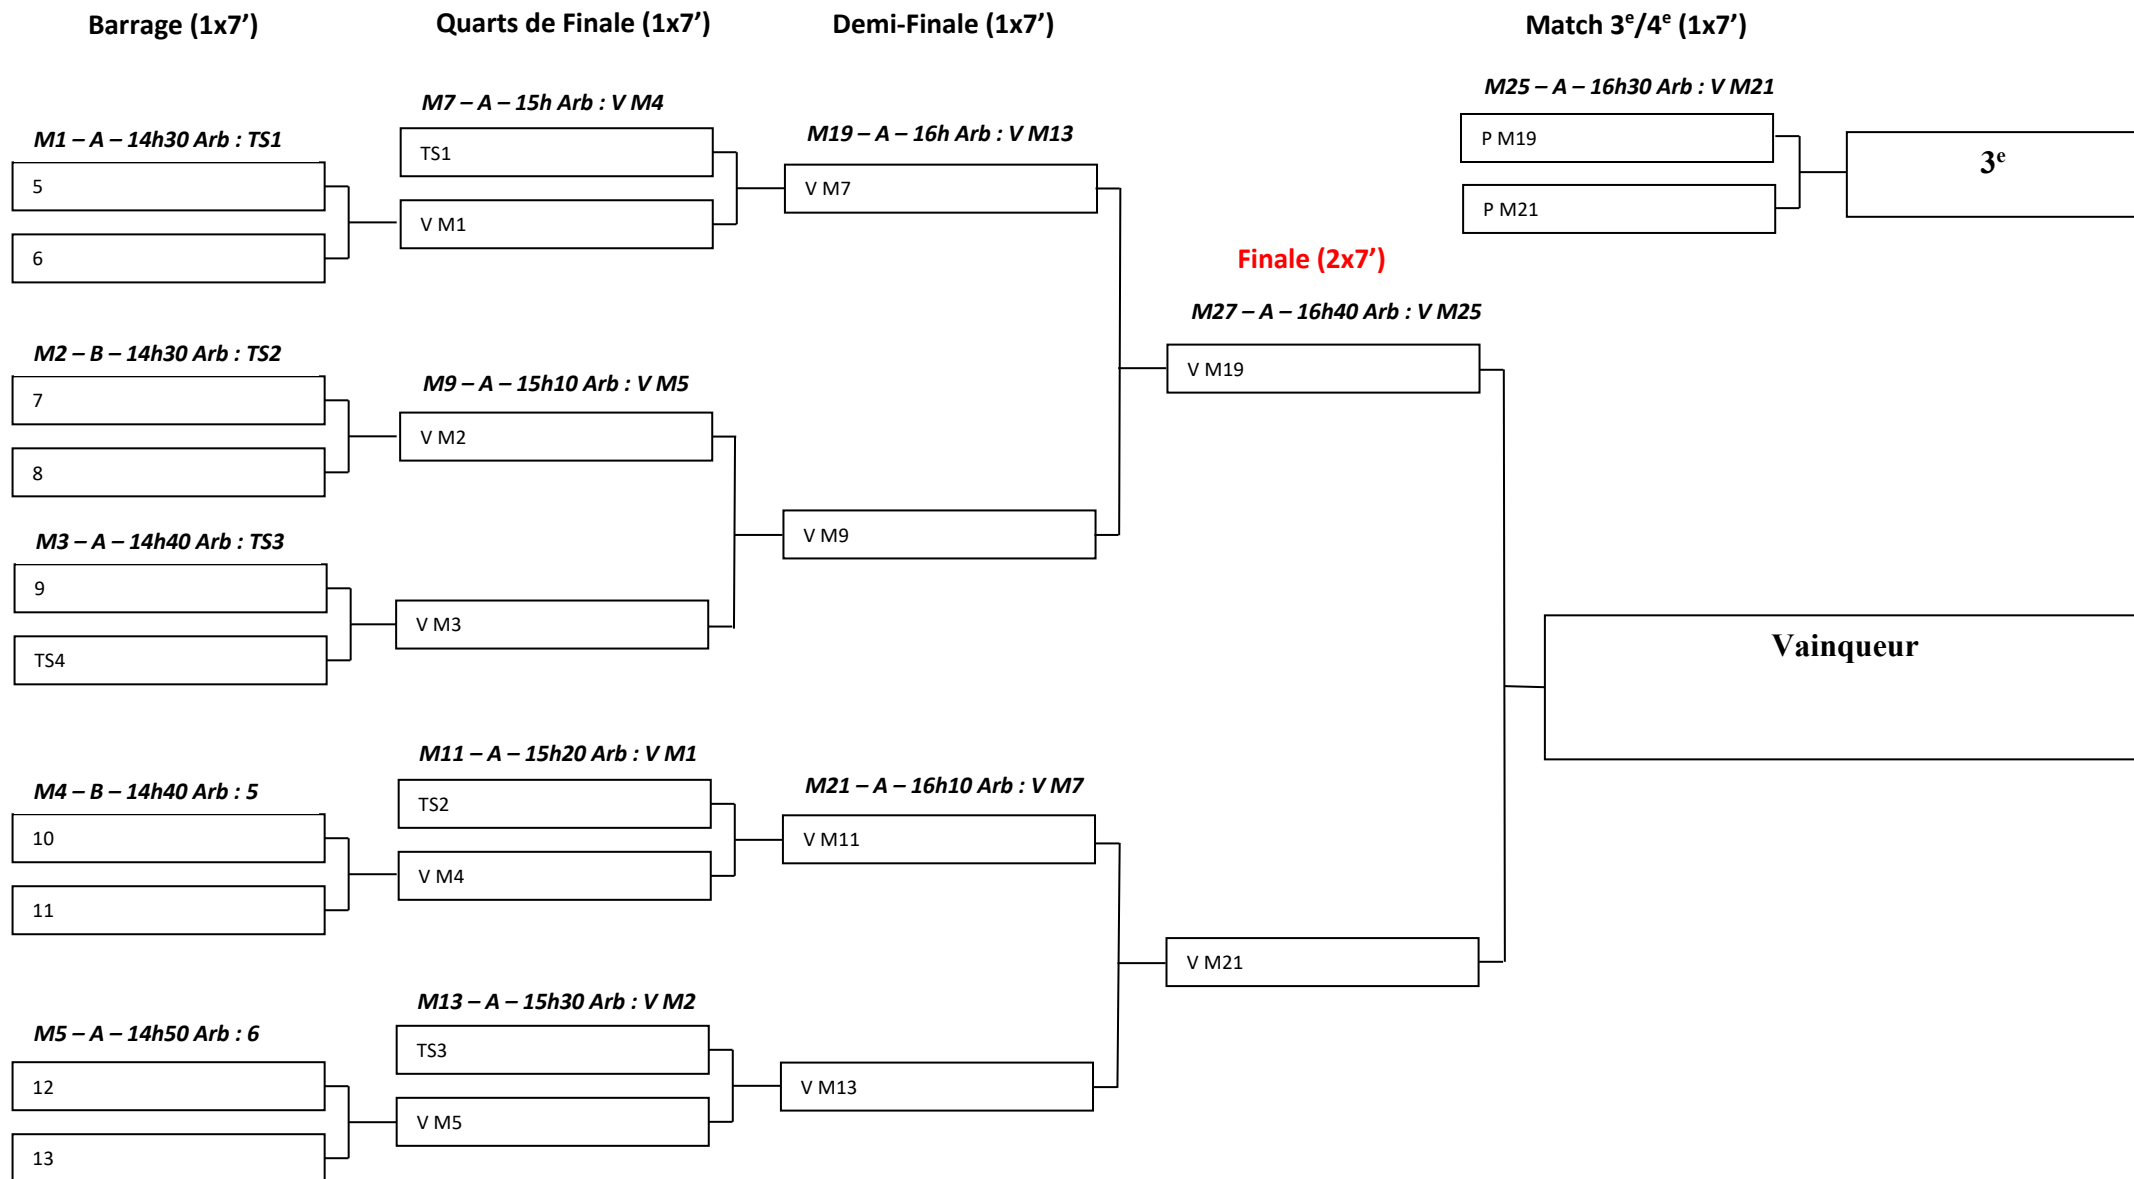 Barrage (1x7’)
Quarts de Finale (1x7’)
Demi-Finale (1x7’)
Match 3e/4e (1x7’)
M1 – A – 14h30 Arb : TS1
5
6
M2 – B – 14h30 Arb : TS2
7
8
M3 – A – 14h40 Arb : TS3
9
TS4
M4 – B – 14h40 Arb : 5
10
11
M5 – A – 14h50 Arb : 6
12
13
M7 – A – 15h Arb : V M4
TS1
V M1
M9 – A – 15h10 Arb : V M5
V M2
V M3
M11 – A – 15h20 Arb : V M1
TS2
V M4
M13 – A – 15h30 Arb : V M2
TS3
V M5
M19 – A – 16h Arb : V M13
V M7
V M9
M21 – A – 16h10 Arb : V M7
V M11
V M13
Finale (2x7’)
M27 – A – 16h40 Arb : V M25
V M19
V M21
Vainqueur
M25 – A – 16h30 Arb : V M21
P M19
P M21
3e